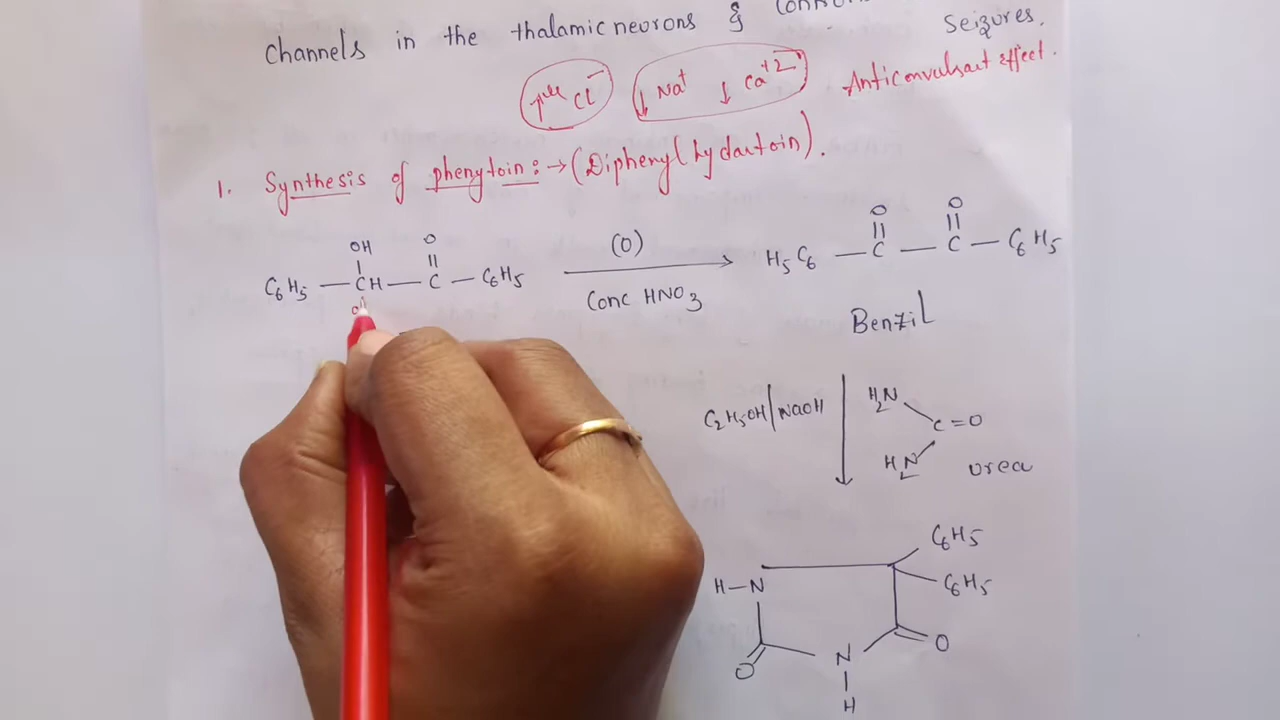 channels in the thalamic neurons &
Seizures.
Cl⁻ ↓ Na⁺ ↓ Ca⁺² Anticonvulsant effect.
1. Synthesis of phenytoin :→ (Diphenyl hydantoin).
OH O
C6H5 — CH — C — C6H5
(O)
Conc HNO3
O O
H5C6 — C — C — C6H5
Benzil
C2H5OH/NaOH
H2N
C=O
H2N
urea
C6H5
C6H5
H—N
O
N
H
O